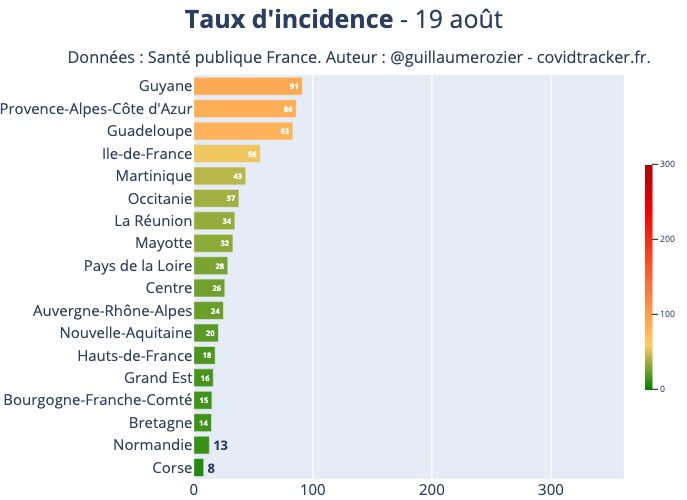 Taux d'incidence - 19 août
Données : Santé publique France. Auteur : @guillaumerozier - covidtracker.fr.
Guyane 91
Provence-Alpes-Côte d'Azur 86
Guadeloupe 83
Ile-de-France 56
Martinique 43
Occitanie 37
La Réunion 34
Mayotte 32
Pays de la Loire 28
Centre 26
Auvergne-Rhône-Alpes 24
Nouvelle-Aquitaine 20
Hauts-de-France 18
Grand Est 16
Bourgogne-Franche-Comté 15
Bretagne 14
Normandie 13
Corse 8
0 100 200 300
300
200
100
0